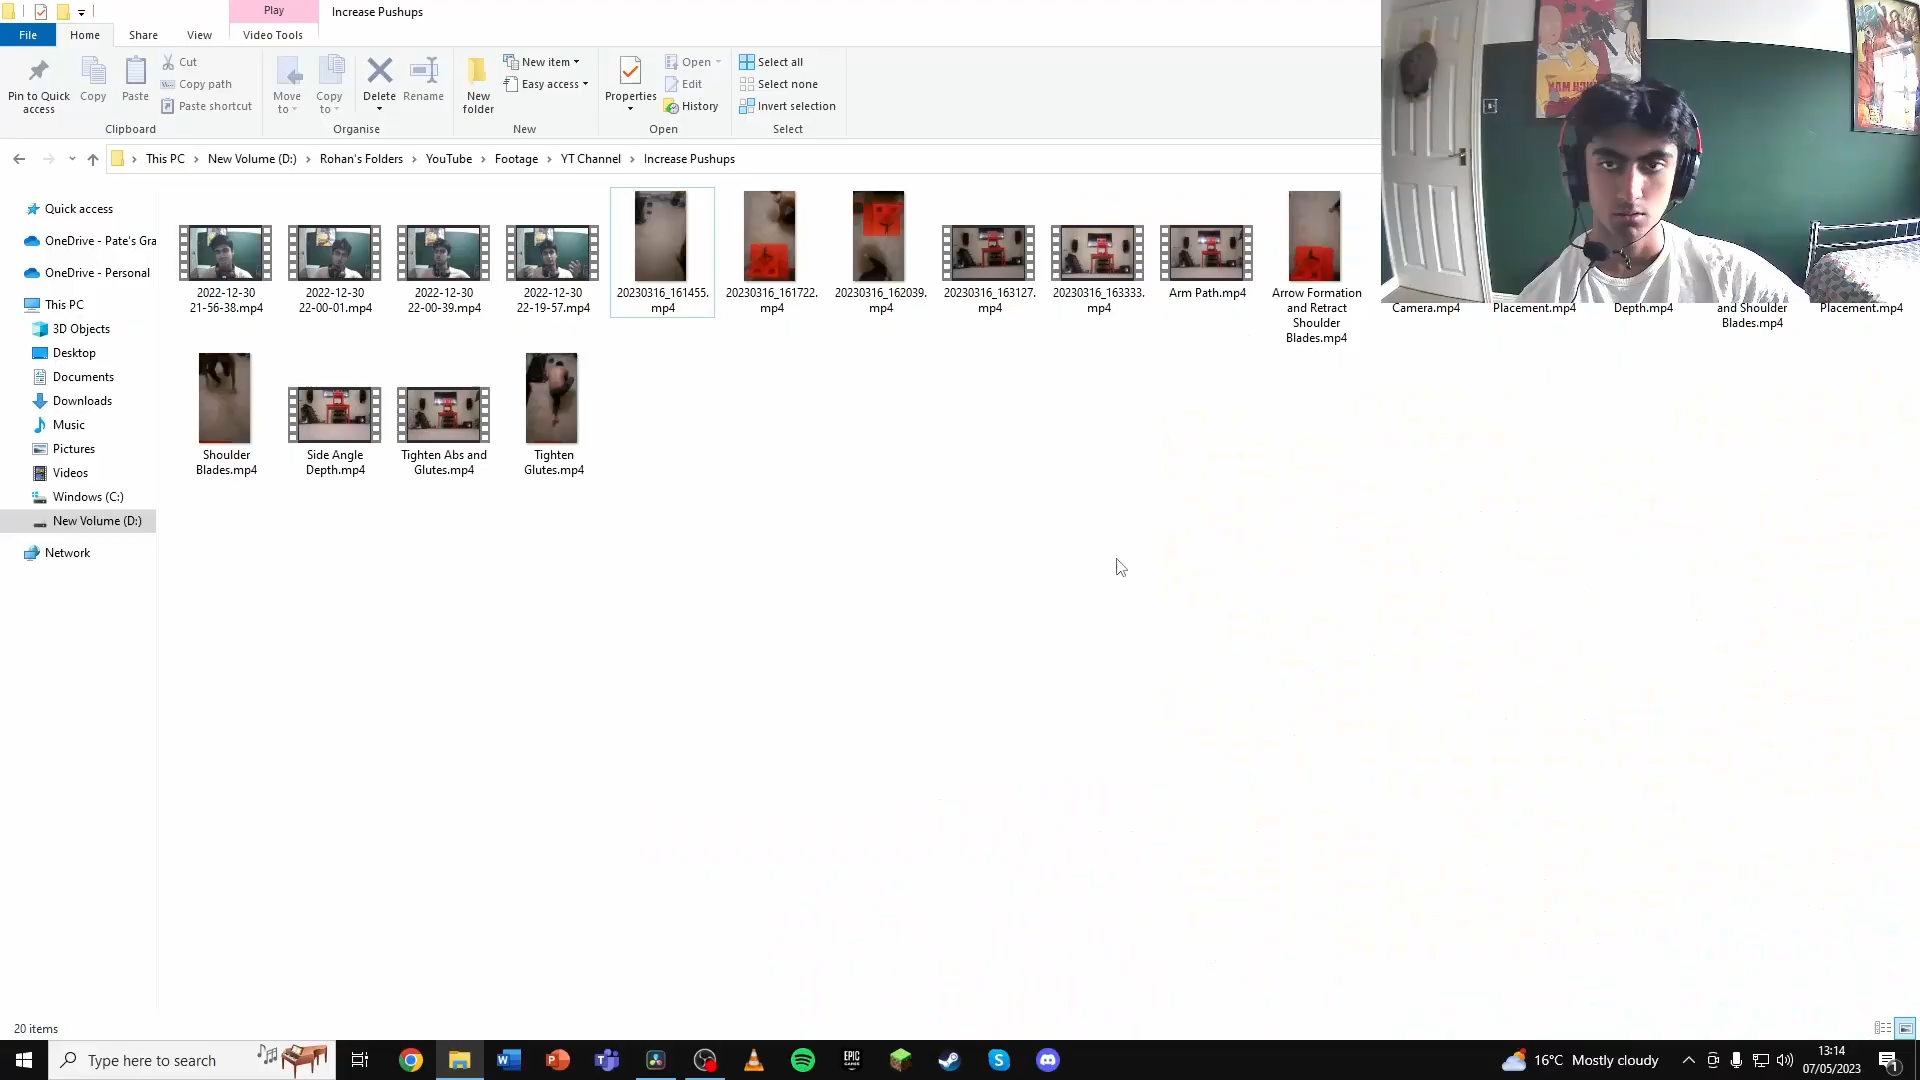 Play
Increase Pushups
File
Home
Share
View
Video Tools
Pin to Quick
access
Copy
Paste
Cut
Copy path
Paste shortcut
Clipboard
Move
to
Copy
to
Delete
Rename
Organise
New
folder
New item
Easy access
New
Properties
Open
Edit
History
Open
Select all
Select none
Invert selection
Select
This PC
New Volume (D:)
Rohan's Folders
YouTube
Footage
YT Channel
Increase Pushups
Quick access
OneDrive - Pate's Gra
OneDrive - Personal
This PC
3D Objects
Desktop
Documents
Downloads
Music
Pictures
Videos
Windows (C:)
New Volume (D:)
Network
2022-12-30
21-56-38.mp4
2022-12-30
22-00-01.mp4
2022-12-30
22-00-39.mp4
2022-12-30
22-19-57.mp4
20230316_161455.
mp4
20230316_161722.
mp4
20230316_162039.
mp4
20230316_163127.
mp4
20230316_163333.
mp4
Arm Path.mp4
Arrow Formation
and Retract
Shoulder
Blades.mp4
Camera.mp4
Placement.mp4
Depth.mp4
and Shoulder
Blades.mp4
Placement.mp4
Shoulder
Blades.mp4
Side Angle
Depth.mp4
Tighten Abs and
Glutes.mp4
Tighten
Glutes.mp4
20 items
Type here to search
EPIC
GAMES
16°C Mostly cloudy
13:14
07/05/2023
1